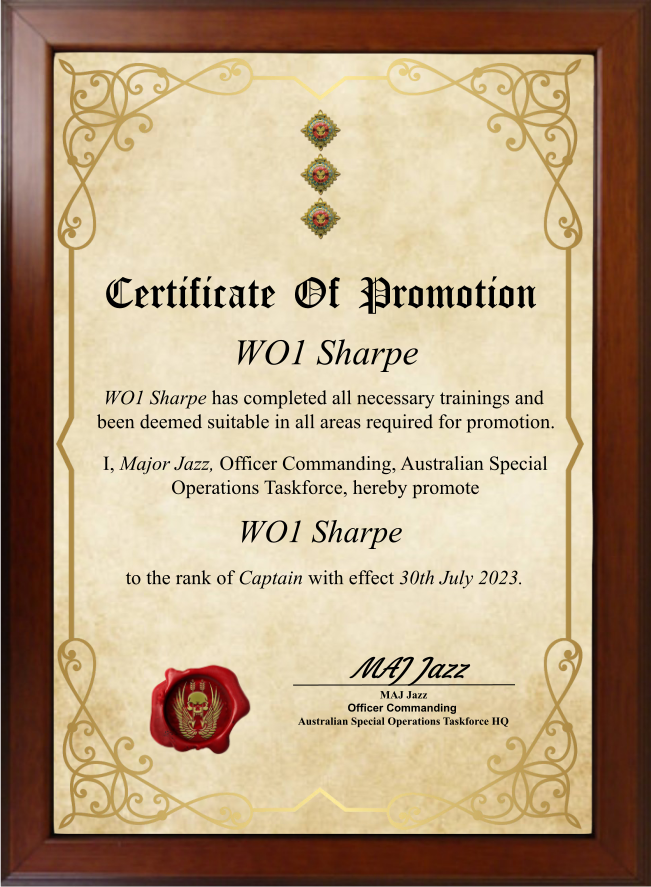 Certificate Of Promotion
WO1 Sharpe
WO1 Sharpe has completed all necessary trainings and
been deemed suitable in all areas required for promotion.
I, Major Jazz, Officer Commanding, Australian Special
Operations Taskforce, hereby promote
WO1 Sharpe
to the rank of Captain with effect 30th July 2023.
MAJ Jazz
MAJ Jazz
Officer Commanding
Australian Special Operations Taskforce HQ